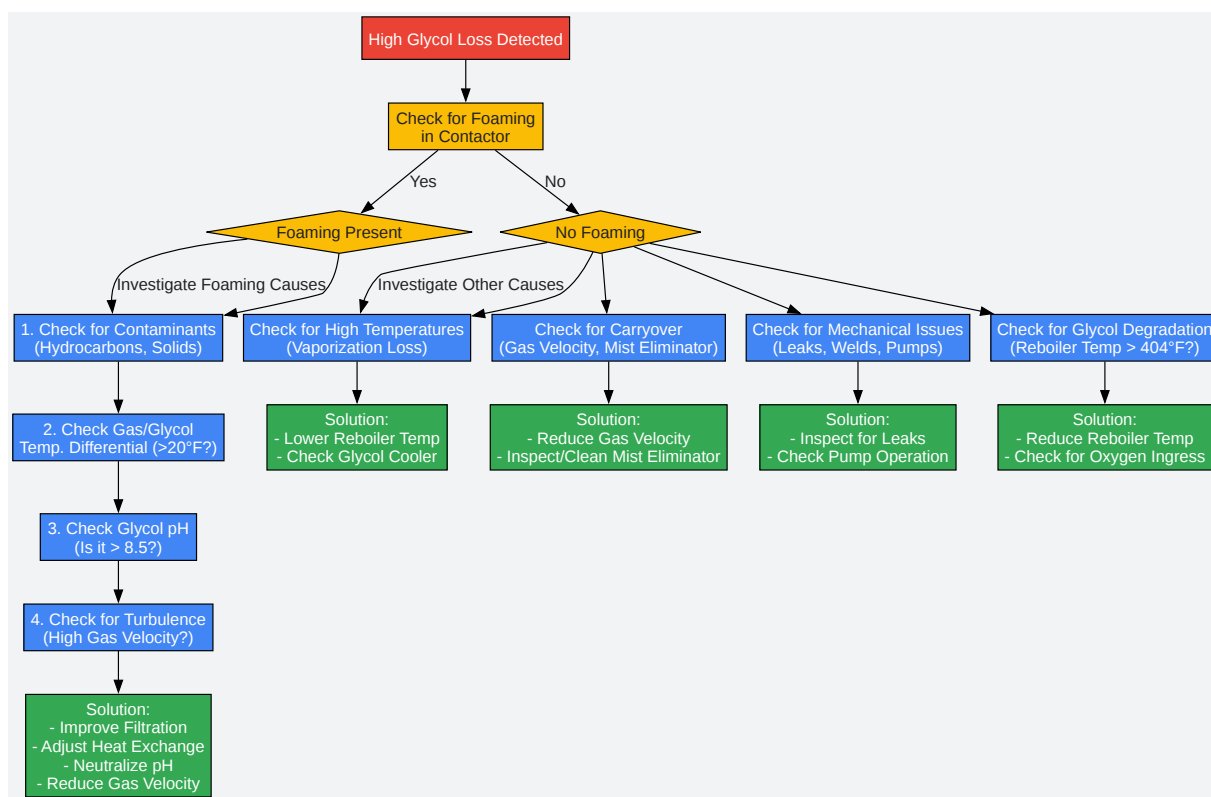 High Glycol Loss Detected
Check for Foaming
in Contactor
Yes
No
Foaming Present
No Foaming
Investigate Foaming Causes
Investigate Other Causes
1. Check for Contaminants
(Hydrocarbons, Solids)
Check for High Temperatures
(Vaporization Loss)
Check for Carryover
(Gas Velocity, Mist Eliminator)
Check for Mechanical Issues
(Leaks, Welds, Pumps)
Check for Glycol Degradation
(Reboiler Temp > 404°F?)
2. Check Gas/Glycol
Temp. Differential (>20°F?)
Solution:
- Lower Reboiler Temp
- Check Glycol Cooler
Solution:
- Reduce Gas Velocity
- Inspect/Clean Mist Eliminator
Solution:
- Inspect for Leaks
- Check Pump Operation
Solution:
- Reduce Reboiler Temp
- Check for Oxygen Ingress
3. Check Glycol pH
(Is it > 8.5?)
4. Check for Turbulence
(High Gas Velocity?)
Solution:
- Improve Filtration
- Adjust Heat Exchange
- Neutralize pH
- Reduce Gas Velocity